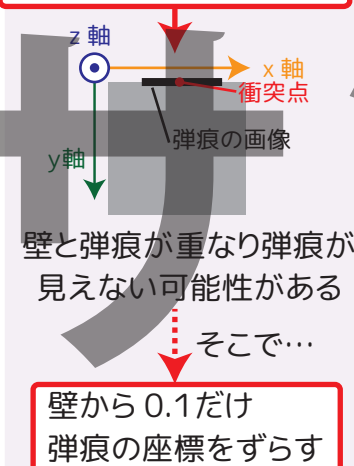 z 軸
x 軸
衝突点
弾痕の画像
y軸
壁と弾痕が重なり弾痕が
見えない可能性がある
そこで…
壁から 0.1だけ
弾痕の座標をずらす
サ